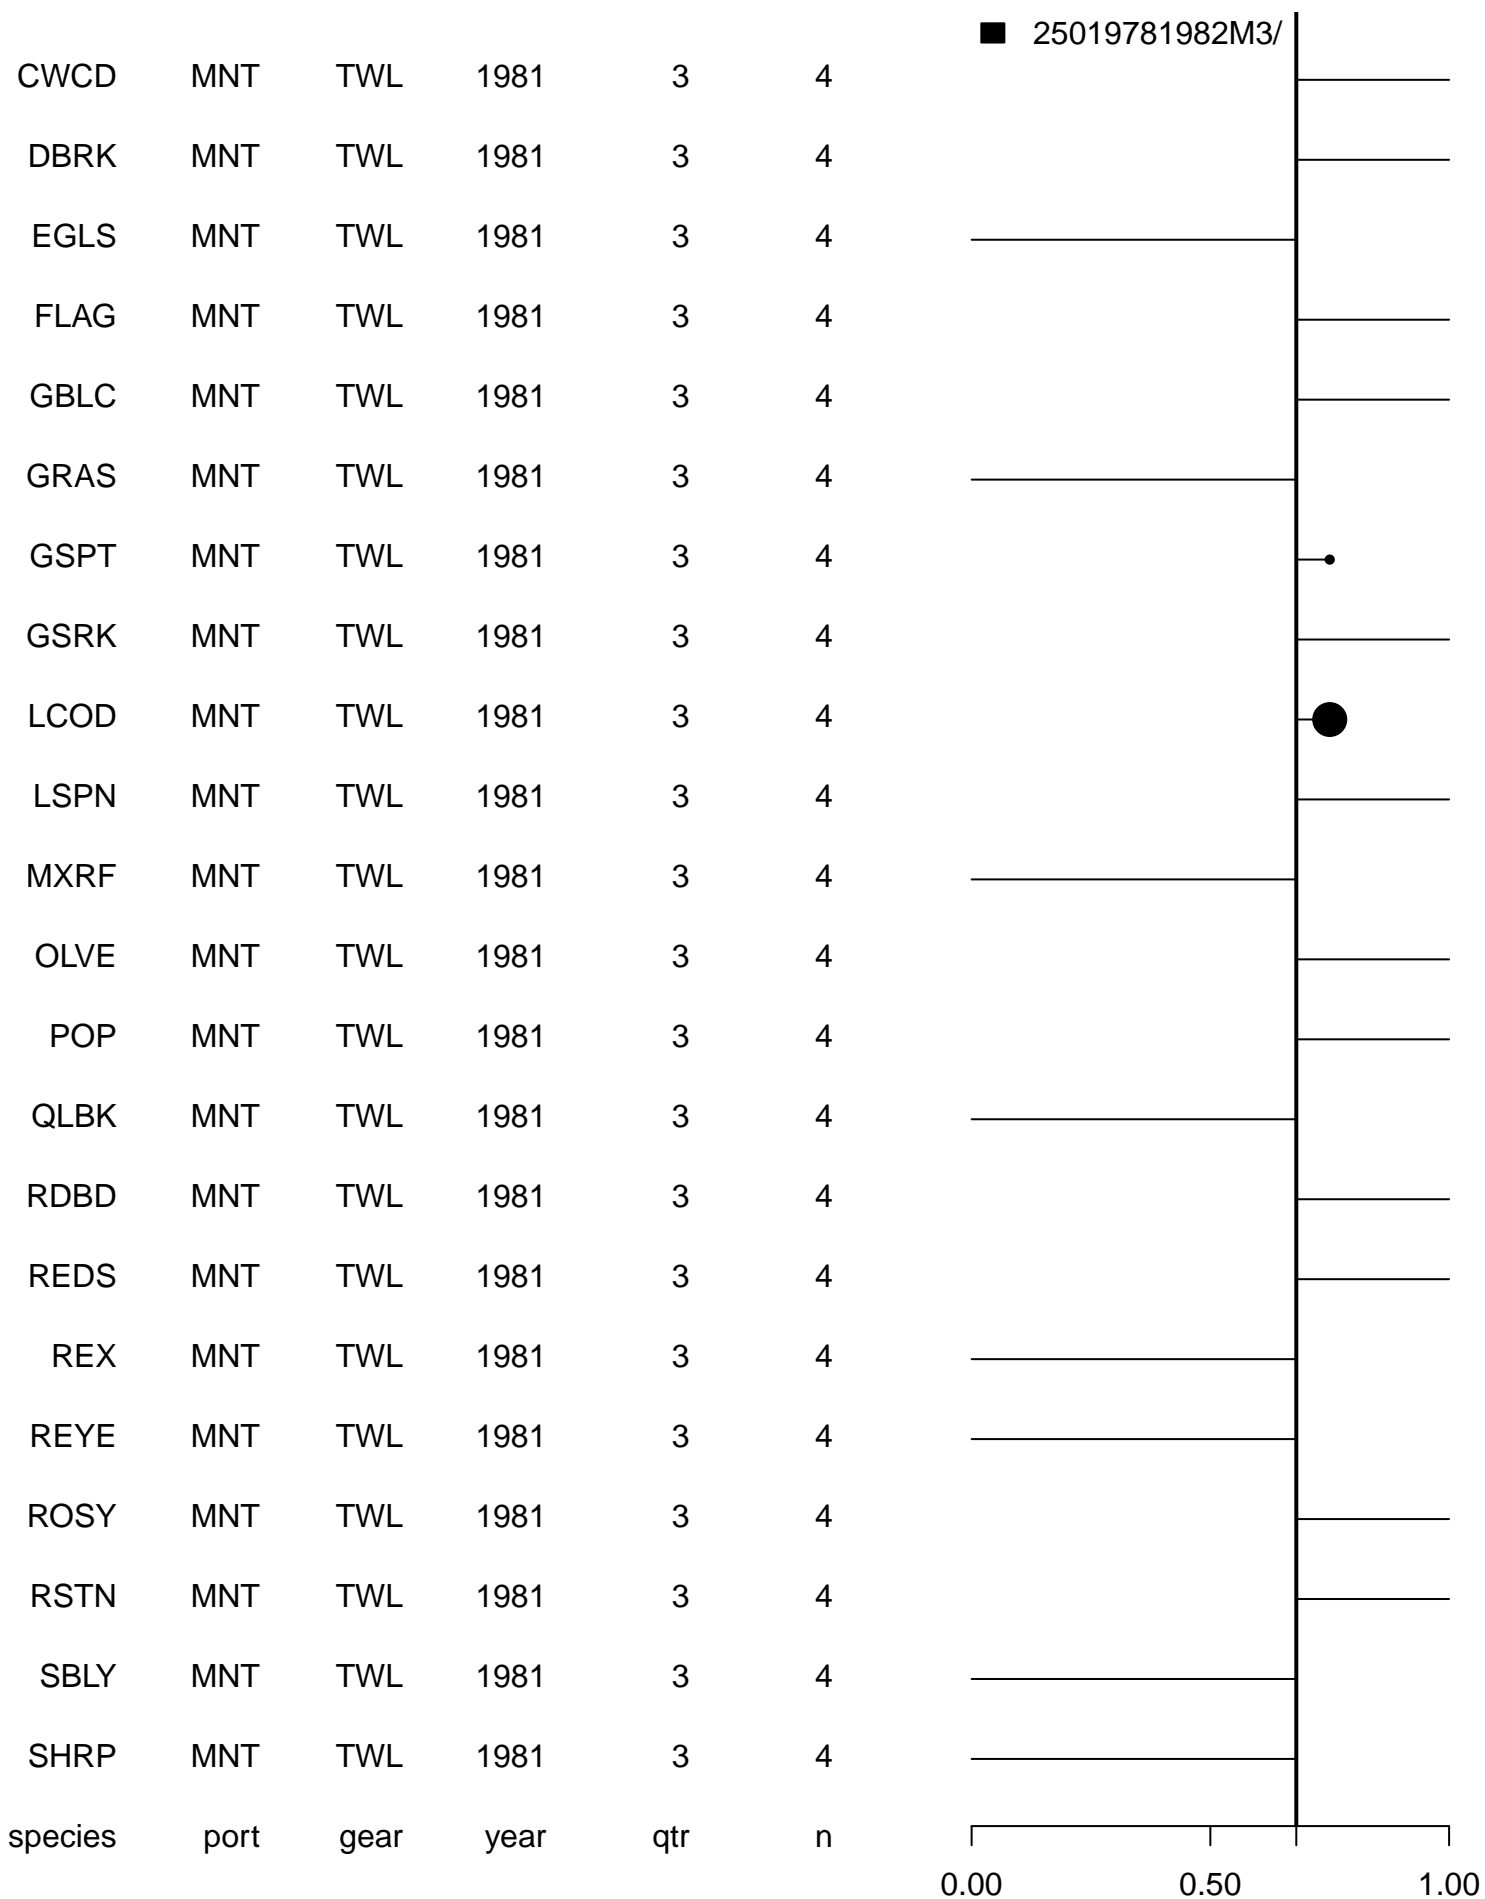 25019781982M3/
CWCD MNT TWL 1981 3 4
DBRK MNT TWL 1981 3 4
EGLS MNT TWL 1981 3 4
FLAG MNT TWL 1981 3 4
GBLC MNT TWL 1981 3 4
GRAS MNT TWL 1981 3 4
GSPT MNT TWL 1981 3 4
GSRK MNT TWL 1981 3 4
LCOD MNT TWL 1981 3 4
LSPN MNT TWL 1981 3 4
MXRF MNT TWL 1981 3 4
OLVE MNT TWL 1981 3 4
POP MNT TWL 1981 3 4
QLBK MNT TWL 1981 3 4
RDBD MNT TWL 1981 3 4
REDS MNT TWL 1981 3 4
REX MNT TWL 1981 3 4
REYE MNT TWL 1981 3 4
ROSY MNT TWL 1981 3 4
RSTN MNT TWL 1981 3 4
SBLY MNT TWL 1981 3 4
SHRP MNT TWL 1981 3 4
species port gear year qtr n
0.00 0.50 1.00